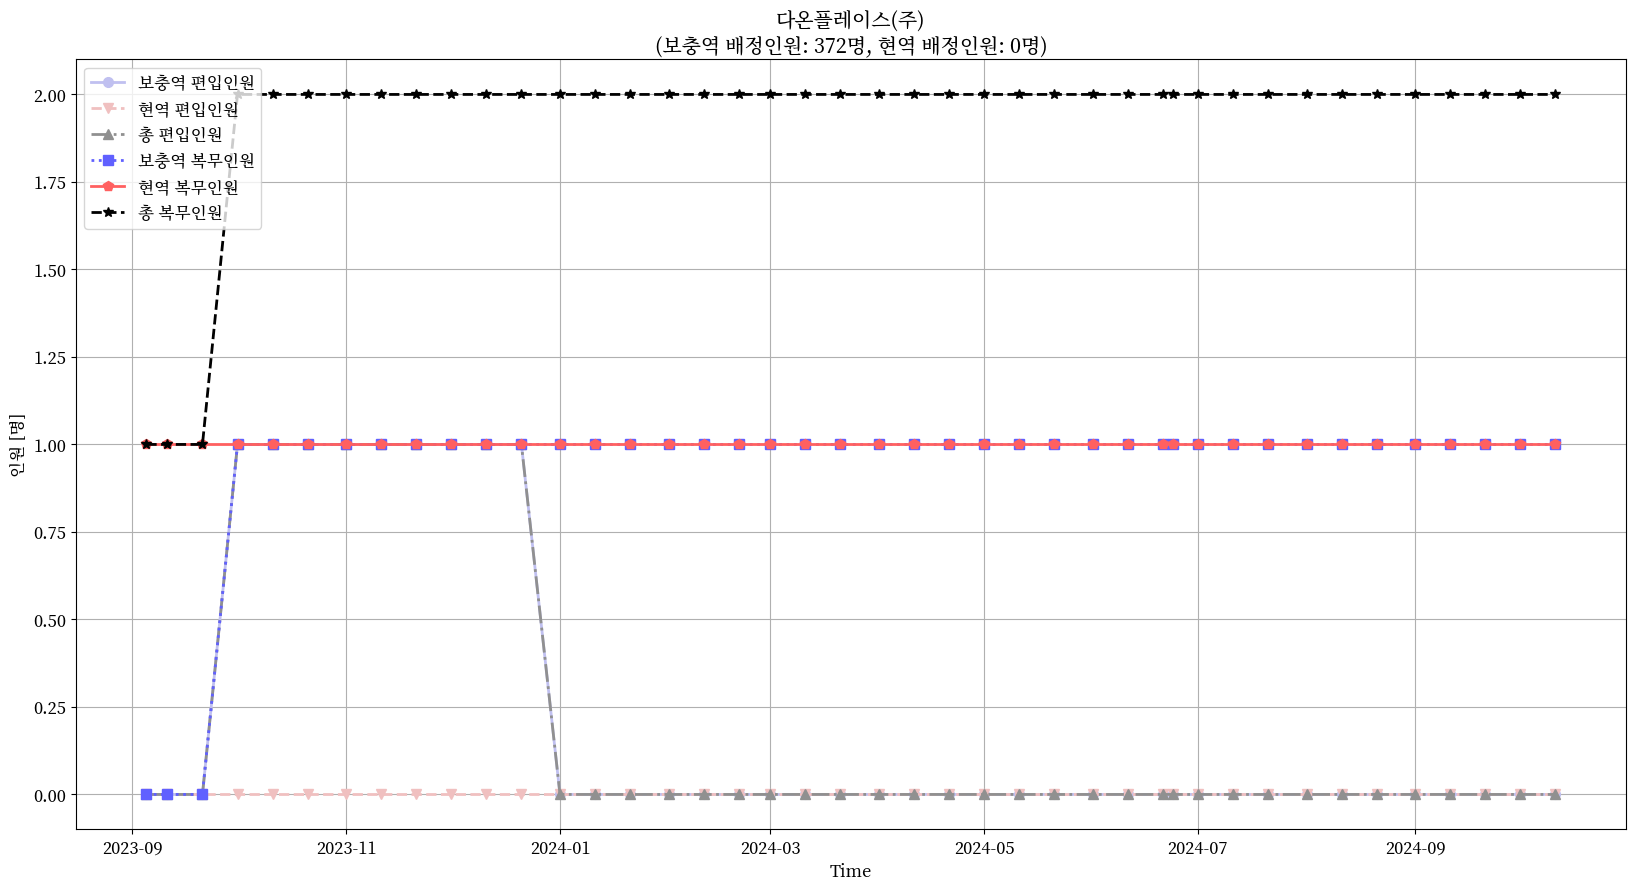 다온플레이스(주)
(보충역 배정인원: 372명, 현역 배정인원: 0명)
보충역 편입인원
현역 편입인원
총 편입인원
보충역 복무인원
현역 복무인원
총 복무인원
2.00
1.75
1.50
1.25
1.00
0.75
0.50
0.25
0.00
인원 [명]
2023-09 2023-11 2024-01 2024-03 2024-05 2024-07 2024-09
Time